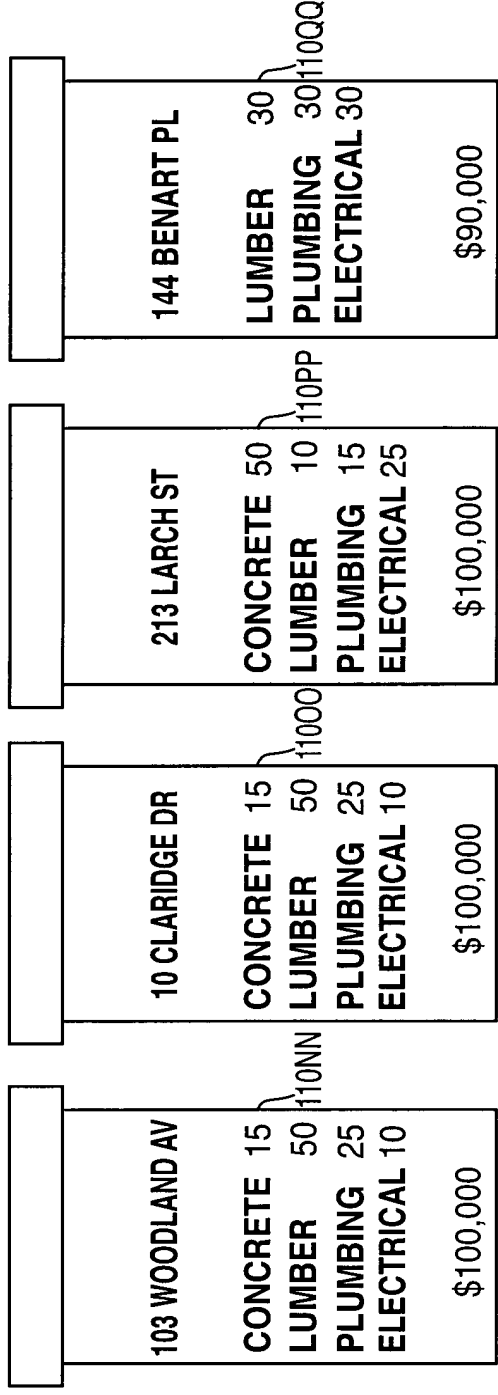 103 WOODLAND AV
CONCRETE 15
LUMBER 50
PLUMBING 25
ELECTRICAL 10
$100,000
110NN
10 CLARIDGE DR
CONCRETE 15
LUMBER 50
PLUMBING 25
ELECTRICAL 10
$100,000
110OO
213 LARCH ST
CONCRETE 50
LUMBER 10
PLUMBING 15
ELECTRICAL 25
$100,000
110PP
144 BENART PL
LUMBER 30
PLUMBING 30
ELECTRICAL 30
$90,000
110QQ